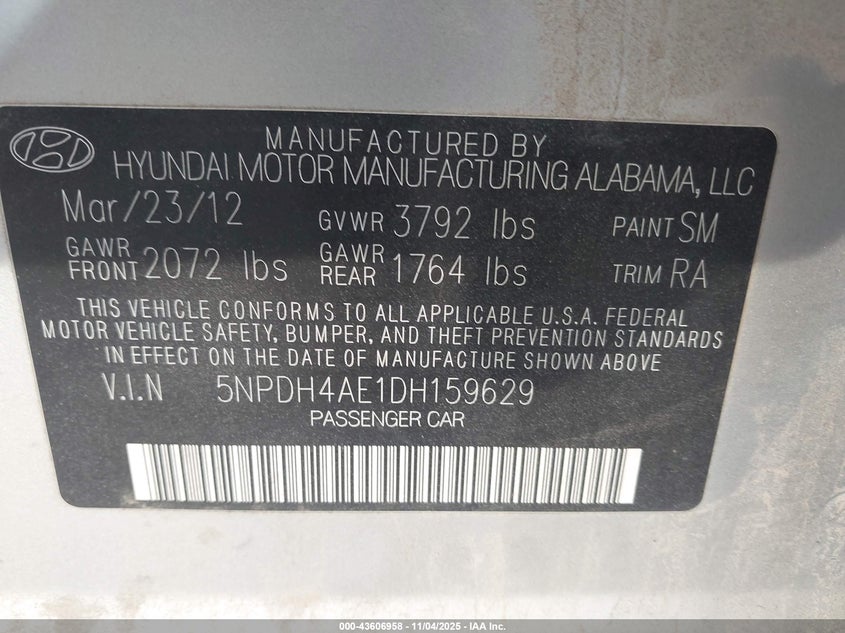 MANUFACTURED BY
HYUNDAI MOTOR MANUFACTURING ALABAMA, LLC
Mar/23/12 GVWR 3792 lbs PAINT SM
GAWR FRONT 2072 lbs GAWR REAR 1764 lbs TRIM RA
THIS VEHICLE CONFORMS TO ALL APPLICABLE U.S.A. FEDERAL
MOTOR VEHICLE SAFETY, BUMPER, AND THEFT PREVENTION STANDARDS
IN EFFECT ON THE DATE OF MANUFACTURE SHOWN ABOVE
V.I.N 5NPDH4AE1DH159629
PASSENGER CAR
000-43606958 - 11/04/2025 - IAA Inc.